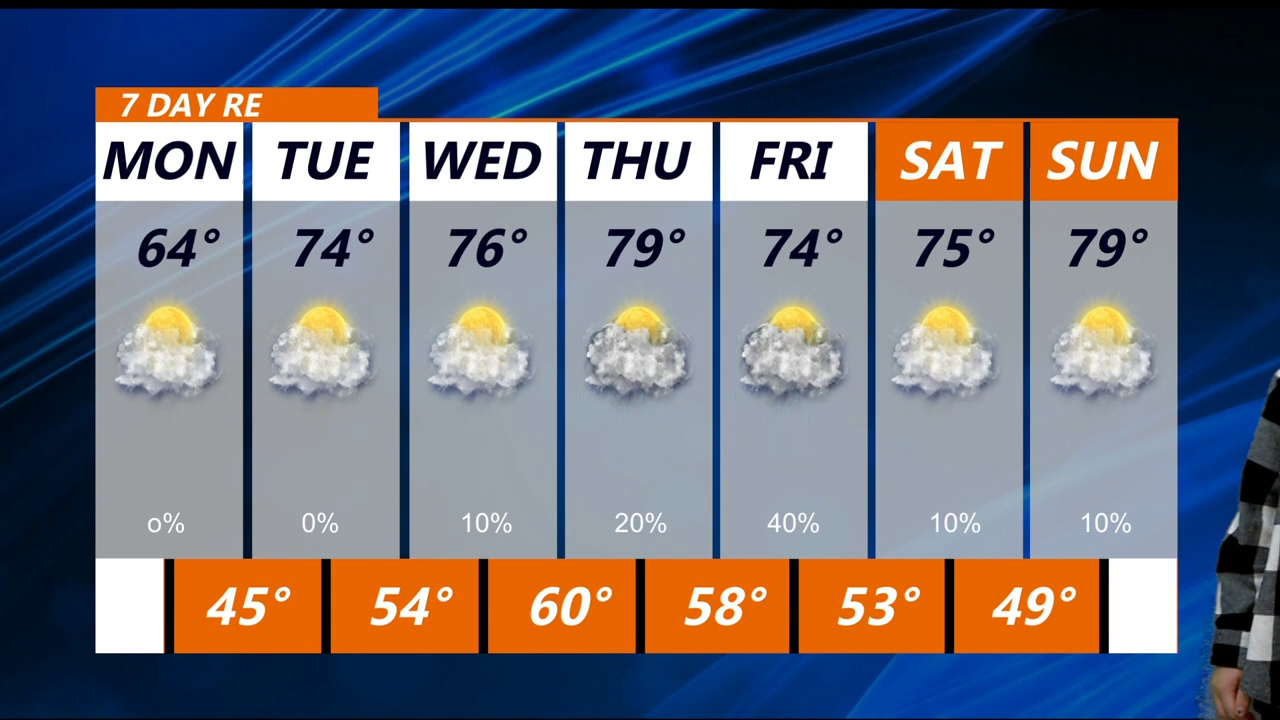 7 DAY RE
MON TUE WED THU FRI SAT SUN
64° 74° 76° 79° 74° 75° 79°
o% 0% 10% 20% 40% 10% 10%
45° 54° 60° 58° 53° 49°